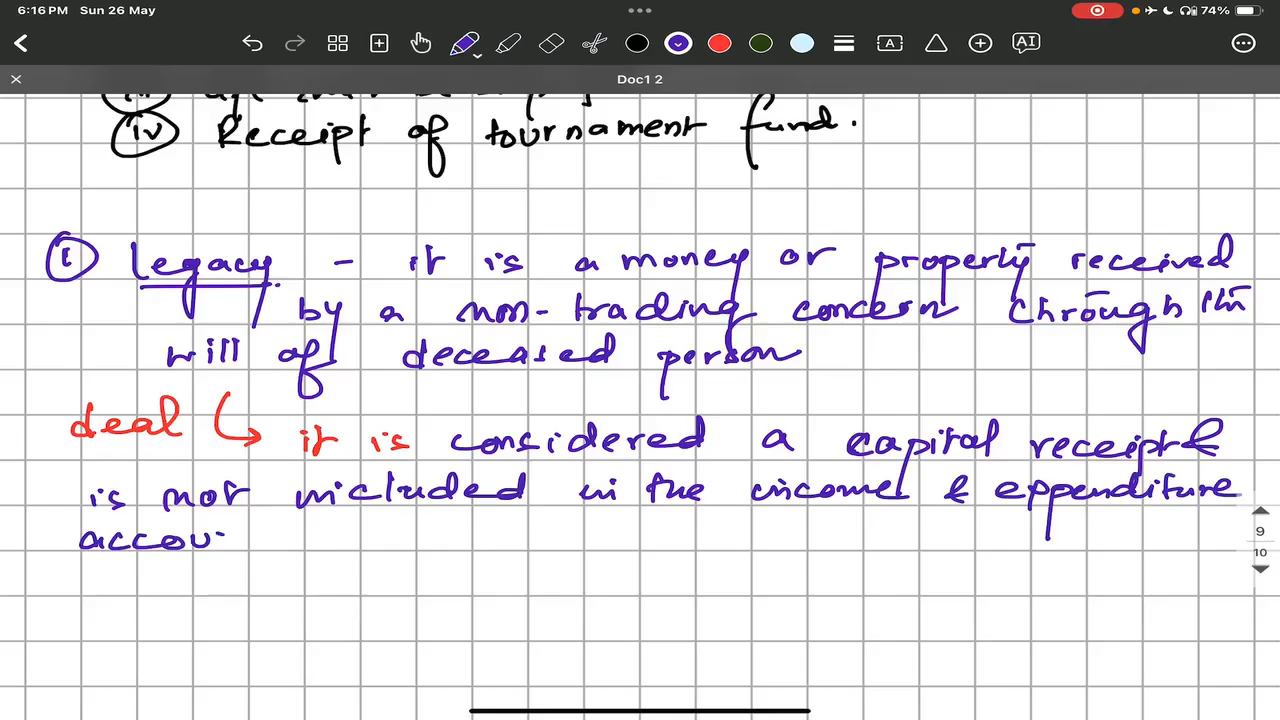 6:16 PM Sun 26 May
74%
A
AI
Doc1 2
iv Receipt of tournament fund.
i Legacy - it is a money or property received
by a non-trading concern through
will of deceased person
deal it is considered a capital receipt &
is not included in the income & expenditure
accou
9
10